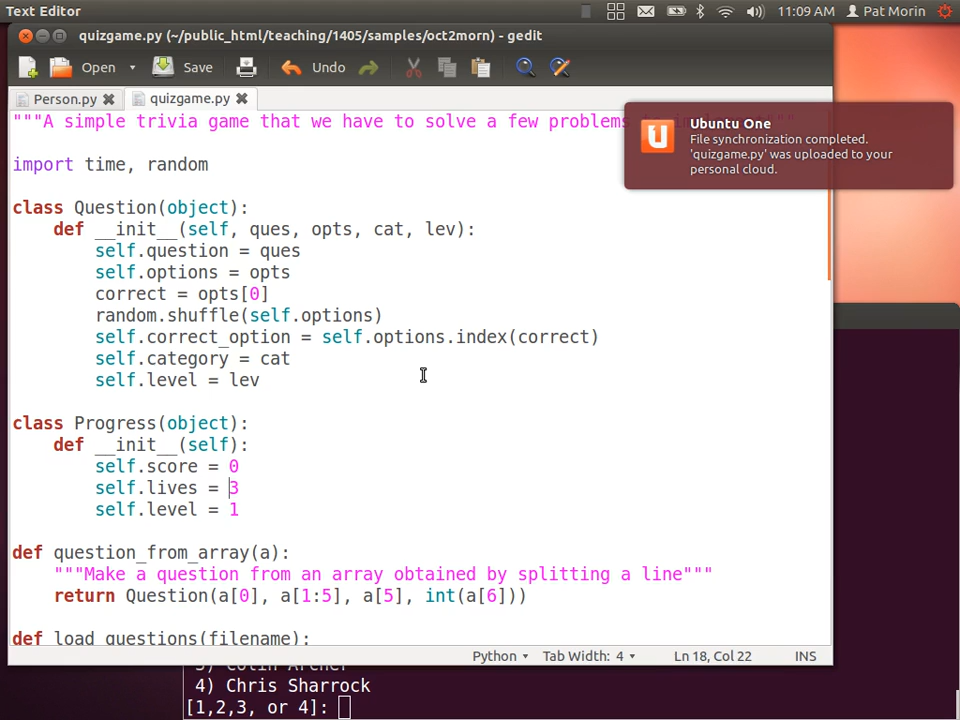 Text Editor
11:09 AM
Pat Morin
quizgame.py (~/public_html/teaching/1405/samples/oct2morn) - gedit
Open
Save
Undo
Person.py
quizgame.py
"""A simple trivia game that we have to solve a few problems
Ubuntu One
File synchronization completed.
'quizgame.py' was uploaded to your
personal cloud.
import time, random
class Question(object):
def __init__(self, ques, opts, cat, lev):
self.question = ques
self.options = opts
correct = opts[0]
random.shuffle(self.options)
self.correct_option = self.options.index(correct)
self.category = cat
self.level = lev
class Progress(object):
def __init__(self):
self.score = 0
self.lives = 3
self.level = 1
def question_from_array(a):
"""Make a question from an array obtained by splitting a line"""
return Question(a[0], a[1:5], a[5], int(a[6]))
def load_questions(filename):
Python
Tab Width: 4
Ln 18, Col 22
INS
3) Colin Archer
4) Chris Sharrock
[1,2,3, or 4]: